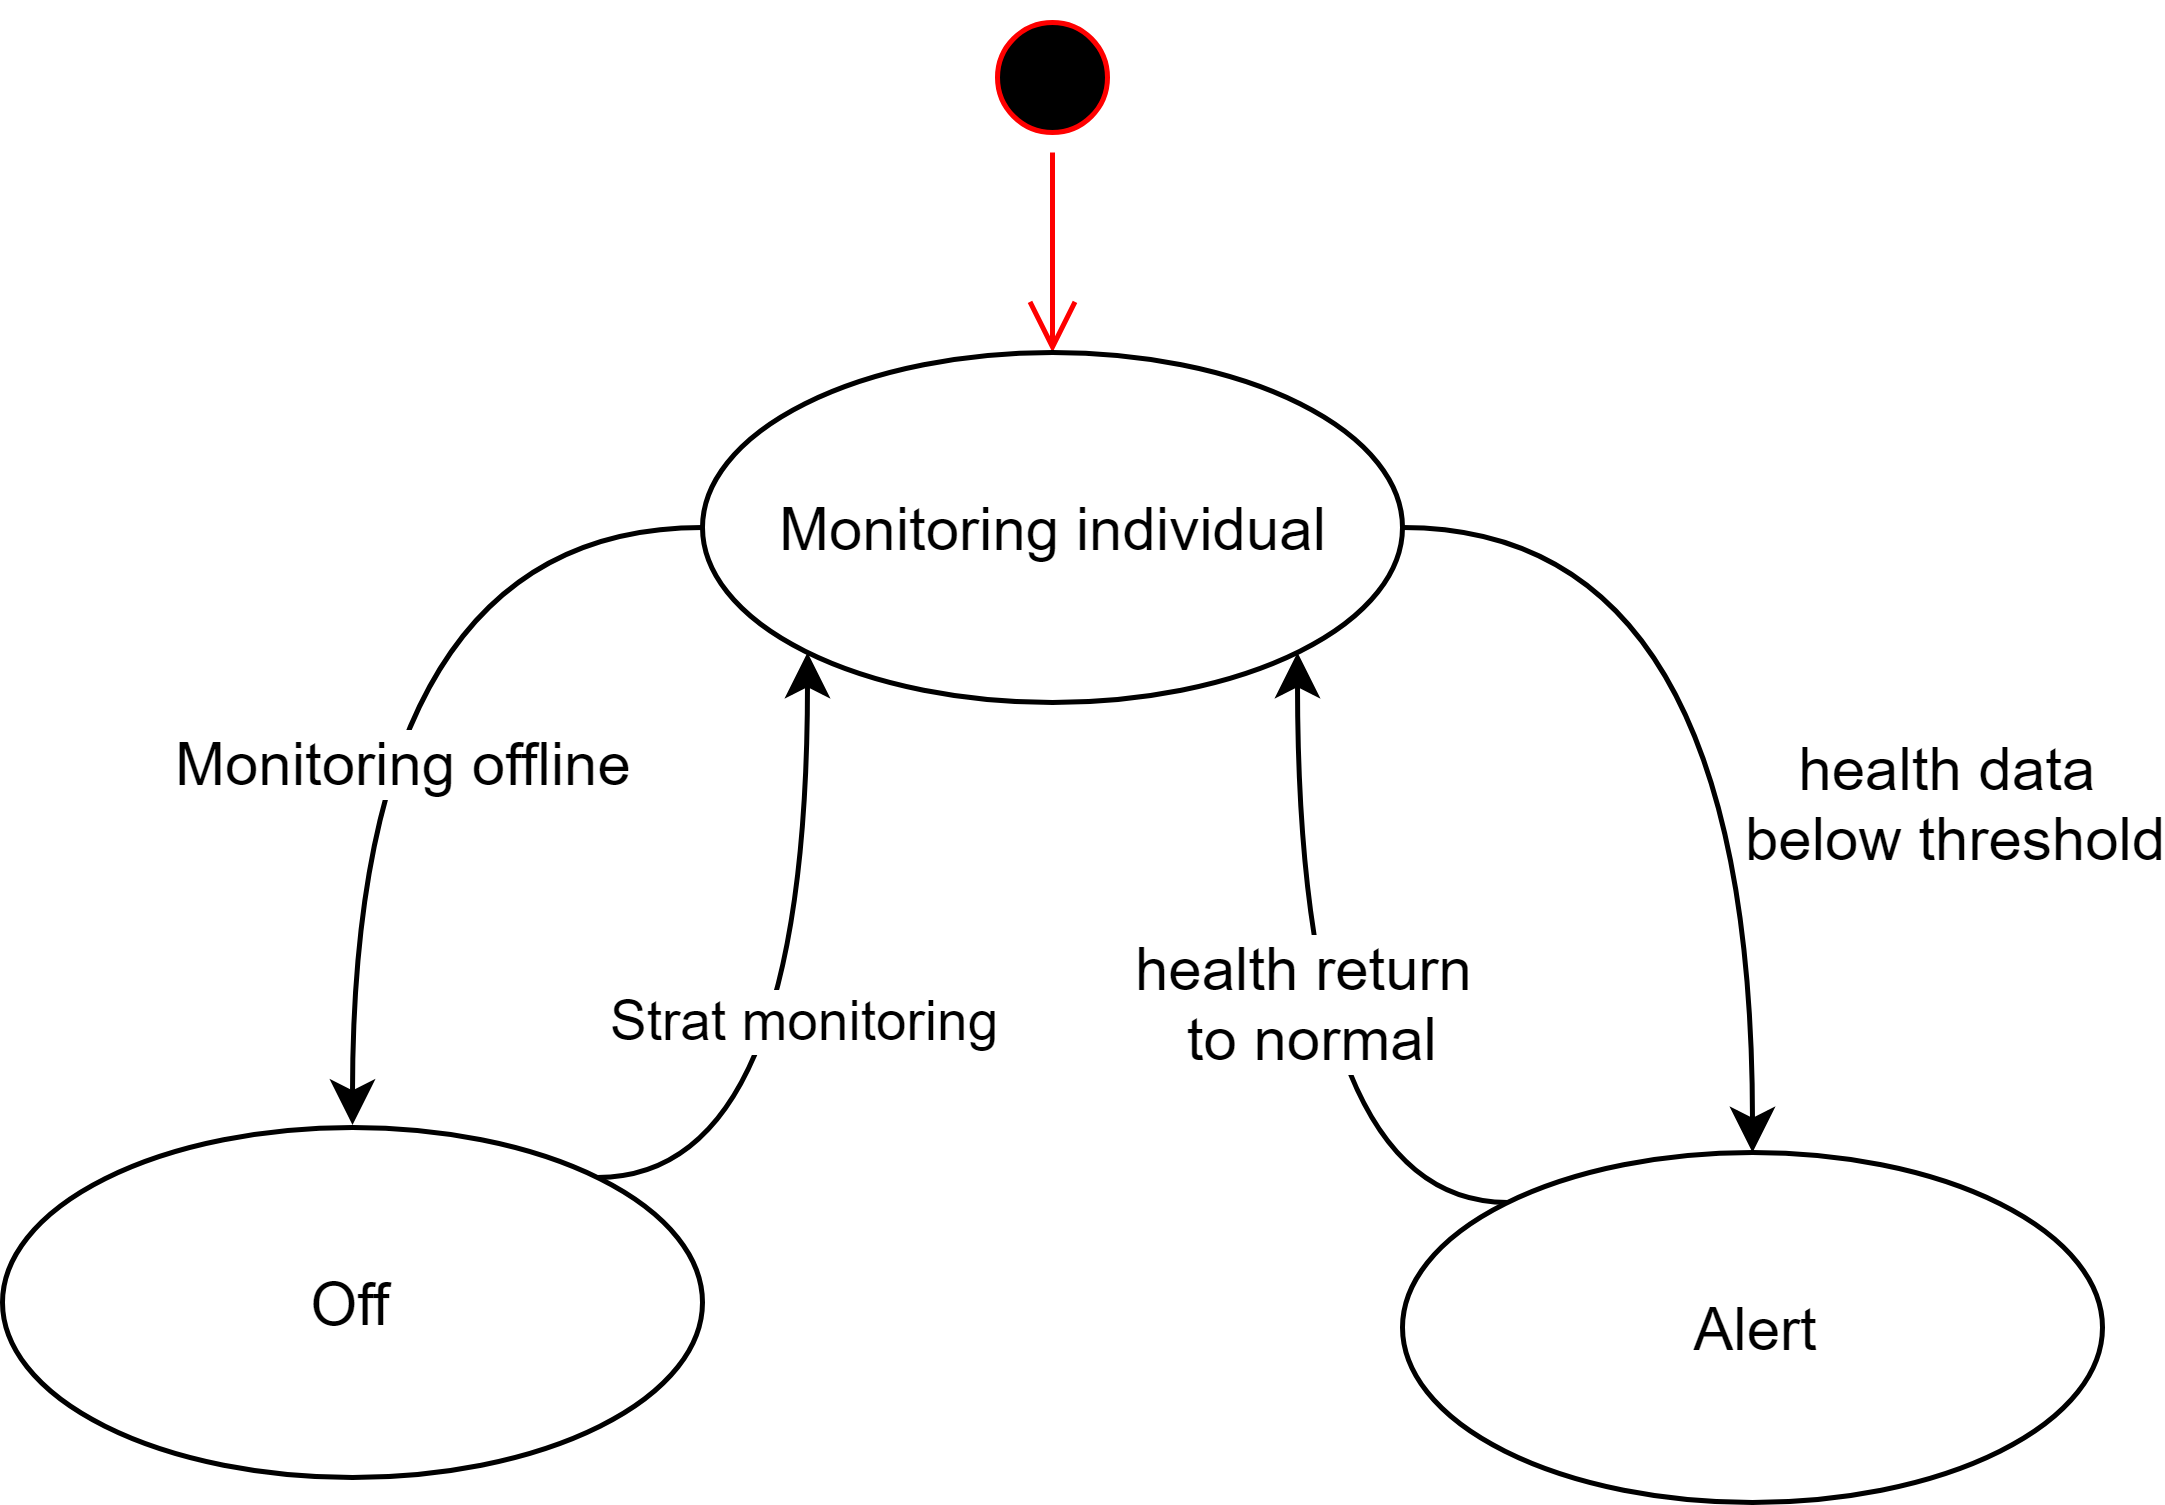 Monitoring individual
Monitoring offline
health data
below threshold
Strat monitoring
health return
to normal
Off
Alert